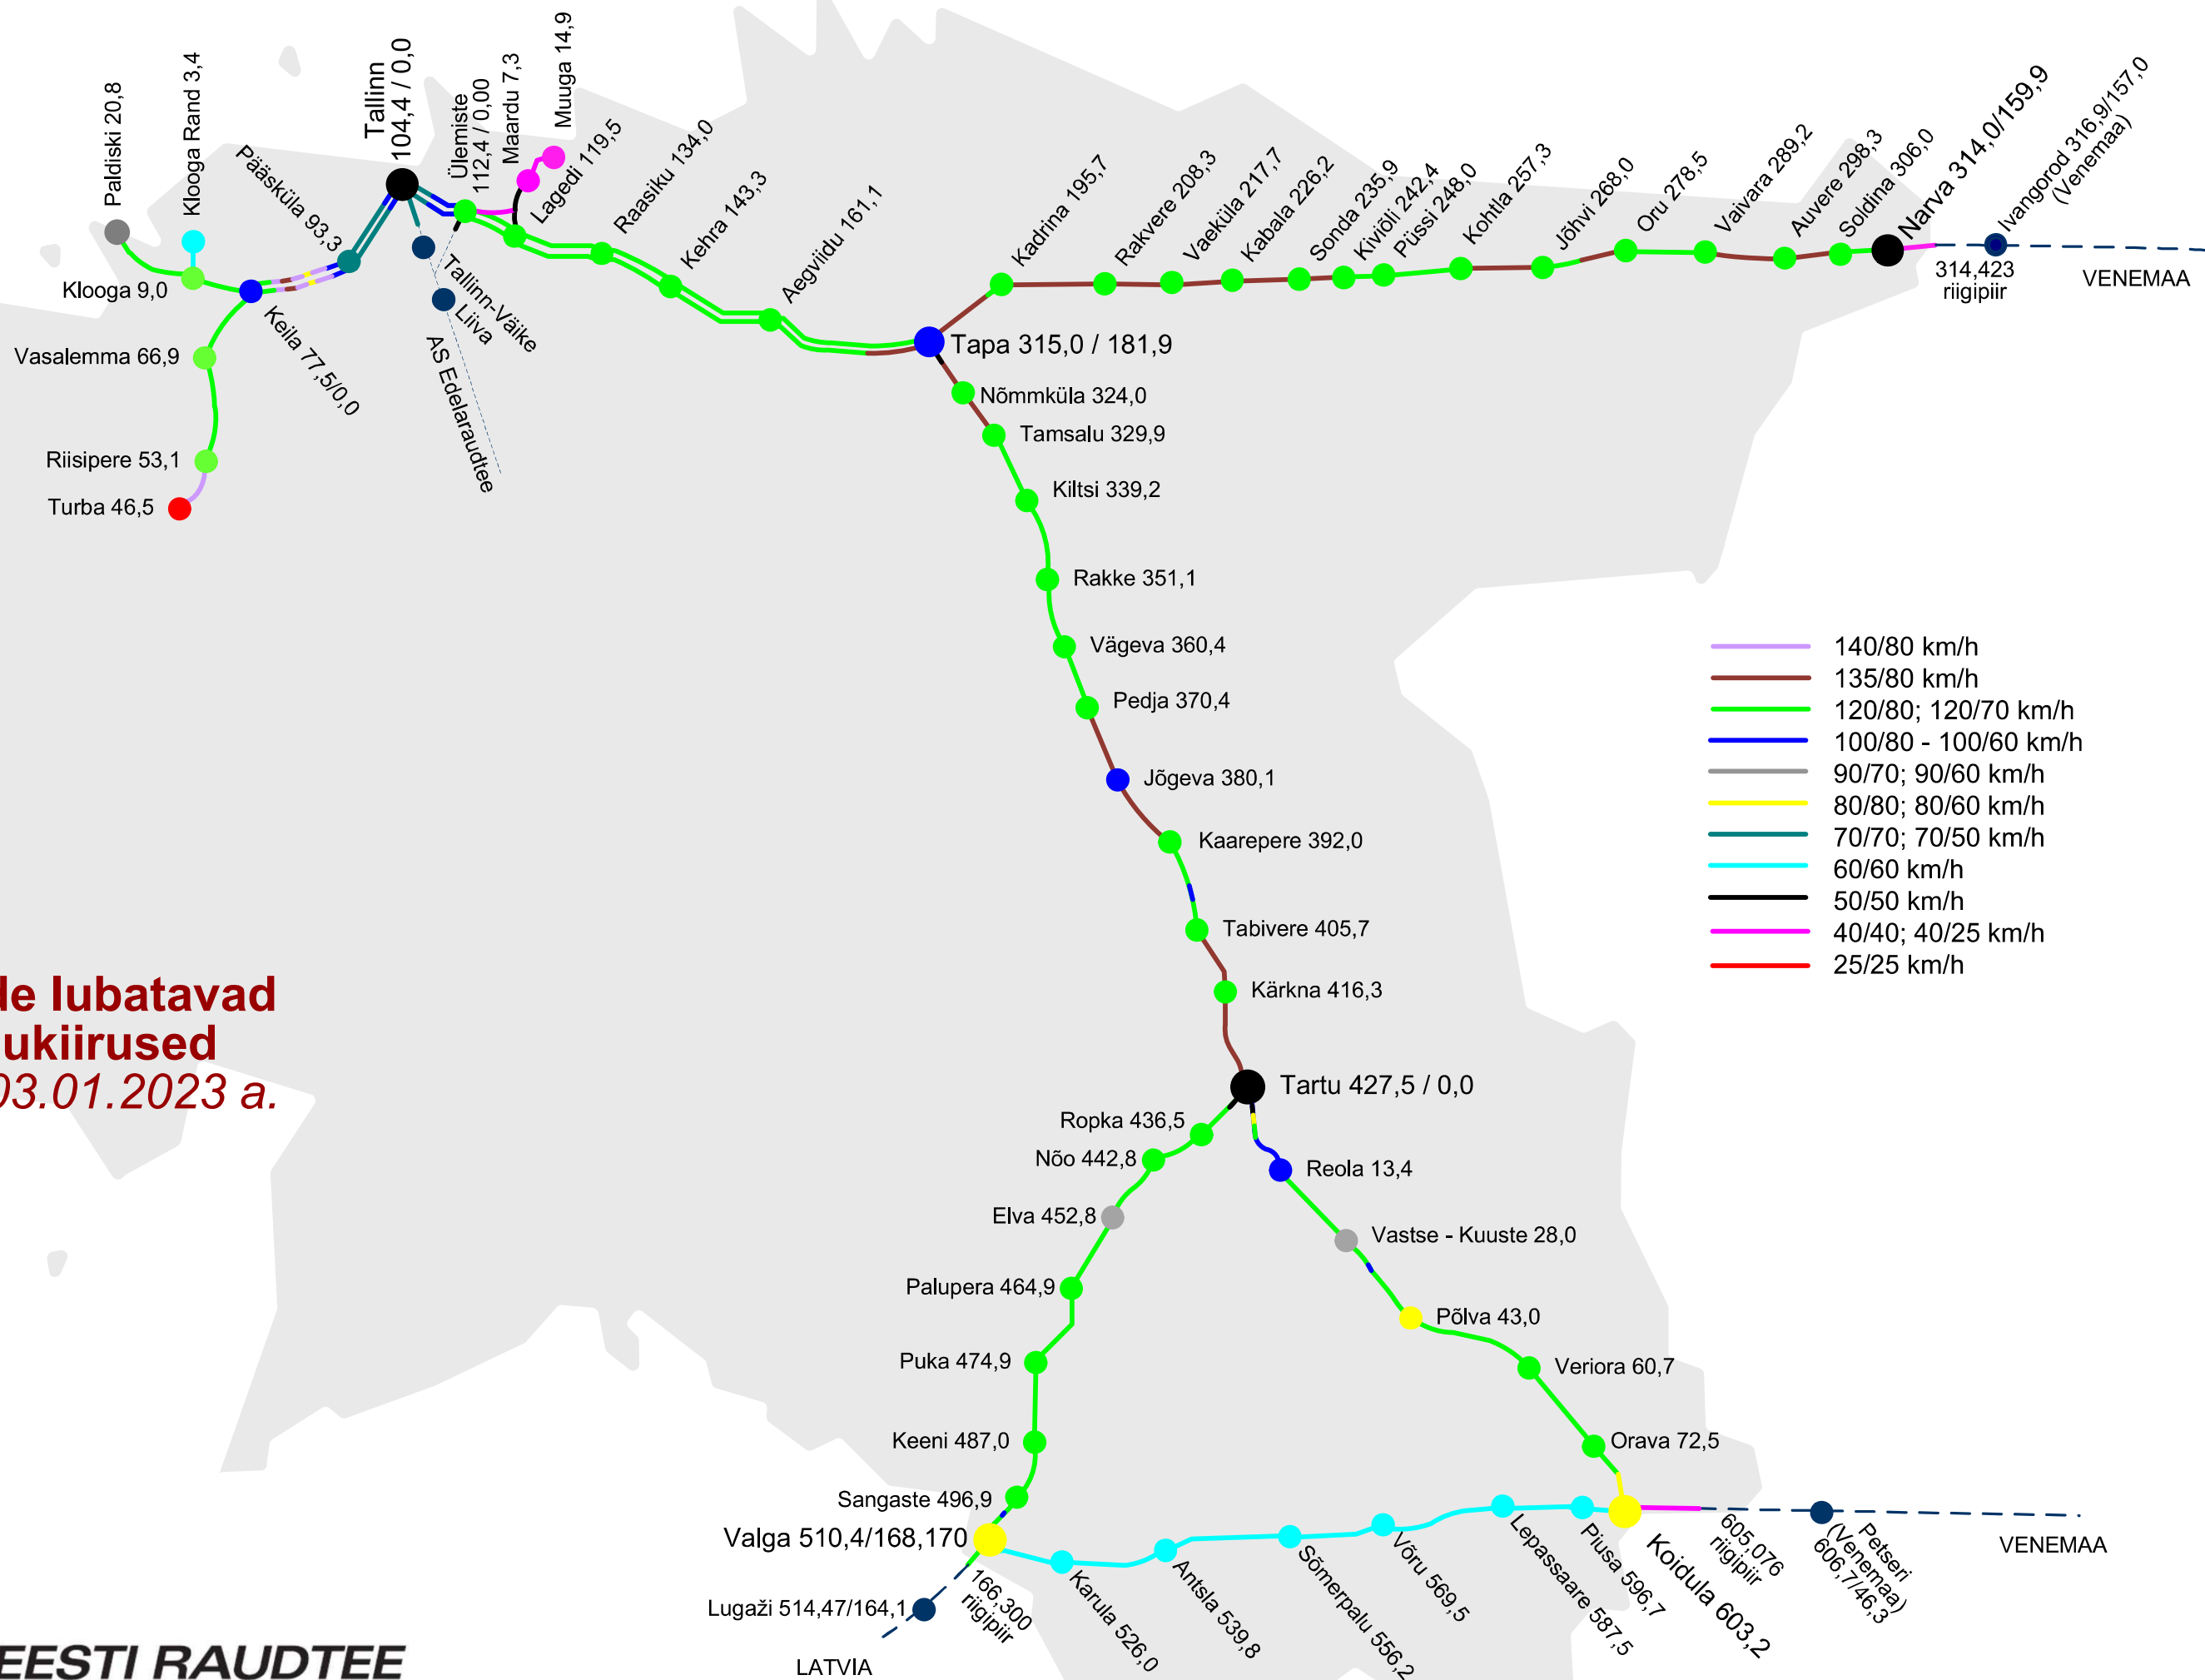 Paldiski 20,8
Klooga Rand 3,4
Tallinn
104,4 / 0,0
Ülemiste
112,4 / 0,00
Maardu 7,3
Muuga 14,9
Pääsküla 93,3
Lagedi 119,5
Raasiku 134,0
Kehra 143,3
Aegviidu 161,1
Kadrina 195,7
Rakvere 208,3
Vaeküla 217,7
Kabala 226,2
Sonda 235,9
Kiviõli 242,4
Püssi 248,0
Kohtla 257,3
Jõhvi 268,0
Oru 278,5
Vaivara 289,2
Auvere 298,3
Soldina 306,0
Narva 314,0/159,9
Ivangorod 316,9/157,0
(Venemaa)
314,423
riigipiir
VENEMAA
Klooga 9,0
Keila 77,5/0,0
Tallinn-Väike
Liiva
AS Edelaraudtee
Vasalemma 66,9
Riisipere 53,1
Turba 46,5
Tapa 315,0 / 181,9
Nõmmküla 324,0
Tamsalu 329,9
Kiltsi 339,2
Rakke 351,1
Vägeva 360,4
Pedja 370,4
Jõgeva 380,1
Kaarepere 392,0
Tabivere 405,7
Kärkna 416,3
Tartu 427,5 / 0,0
140/80 km/h
135/80 km/h
120/80; 120/70 km/h
100/80 - 100/60 km/h
90/70; 90/60 km/h
80/80; 80/60 km/h
70/70; 70/50 km/h
60/60 km/h
50/50 km/h
40/40; 40/25 km/h
25/25 km/h
de lubatavad
ukiirused
03.01.2023 a.
Ropka 436,5
Nõo 442,8
Elva 452,8
Palupera 464,9
Puka 474,9
Keeni 487,0
Sangaste 496,9
Valga 510,4/168,170
Reola 13,4
Vastse - Kuuste 28,0
Põlva 43,0
Veriora 60,7
Orava 72,5
Lugaži 514,47/164,1
166,300
riigipiir
LATVIA
Karula 526,0
Antsla 539,8
Sõmerpalu 556,2
Võru 569,5
Lepassaare 587,5
Piusa 596,7
Koidula 603,2
605,076
riigipiir
Petseri
(Venemaa)
606,7/46,3
VENEMAA
EESTI RAUDTEE